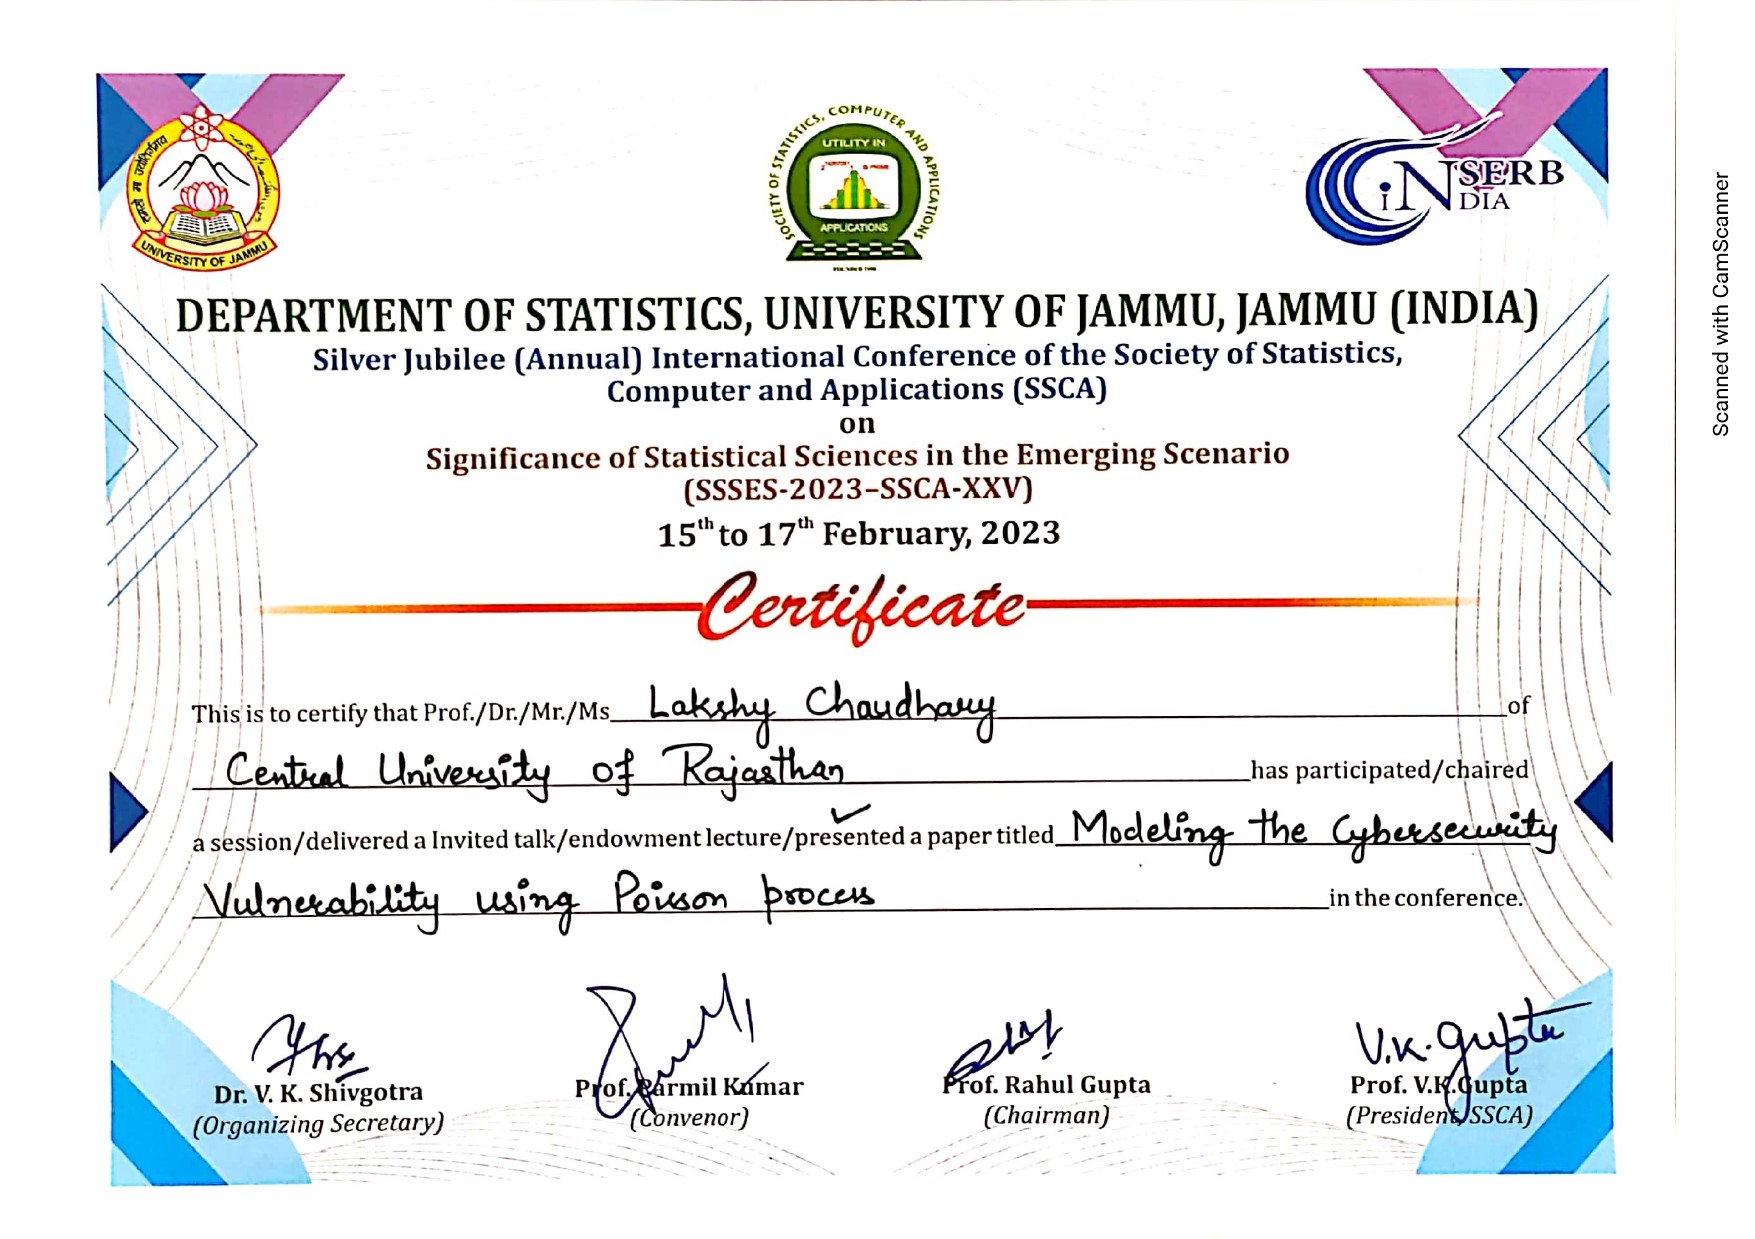 SOCIETY OF STATISTICS, COMPUTER AND APPLICATIONS
UTILITY IN
APPLICATIONS
UNIVERSITY OF JAMMU
SERB
iNDIA
DEPARTMENT OF STATISTICS, UNIVERSITY OF JAMMU, JAMMU (INDIA)
Silver Jubilee (Annual) International Conference of the Society of Statistics,
Computer and Applications (SSCA)
on
Significance of Statistical Sciences in the Emerging Scenario
(SSSES-2023–SSCA-XXV)
15th to 17th February, 2023
Certificate
This is to certify that Prof./Dr./Mr./Ms. Lakshy Chaudhary of
Central University of Rajasthan has participated/chaired
a session/delivered a Invited talk/endowment lecture/presented a paper titled Modeling the Cybersecurity
Vulnerability using Poisson process in the conference.
V.K. Gupta
Dr. V. K. Shivgotra
Prof. Parmil Kumar
Prof. Rahul Gupta
Prof. V.K.Gupta
(Organizing Secretary)
(Convenor)
(Chairman)
(President, SSCA)
Scanned with CamScanner